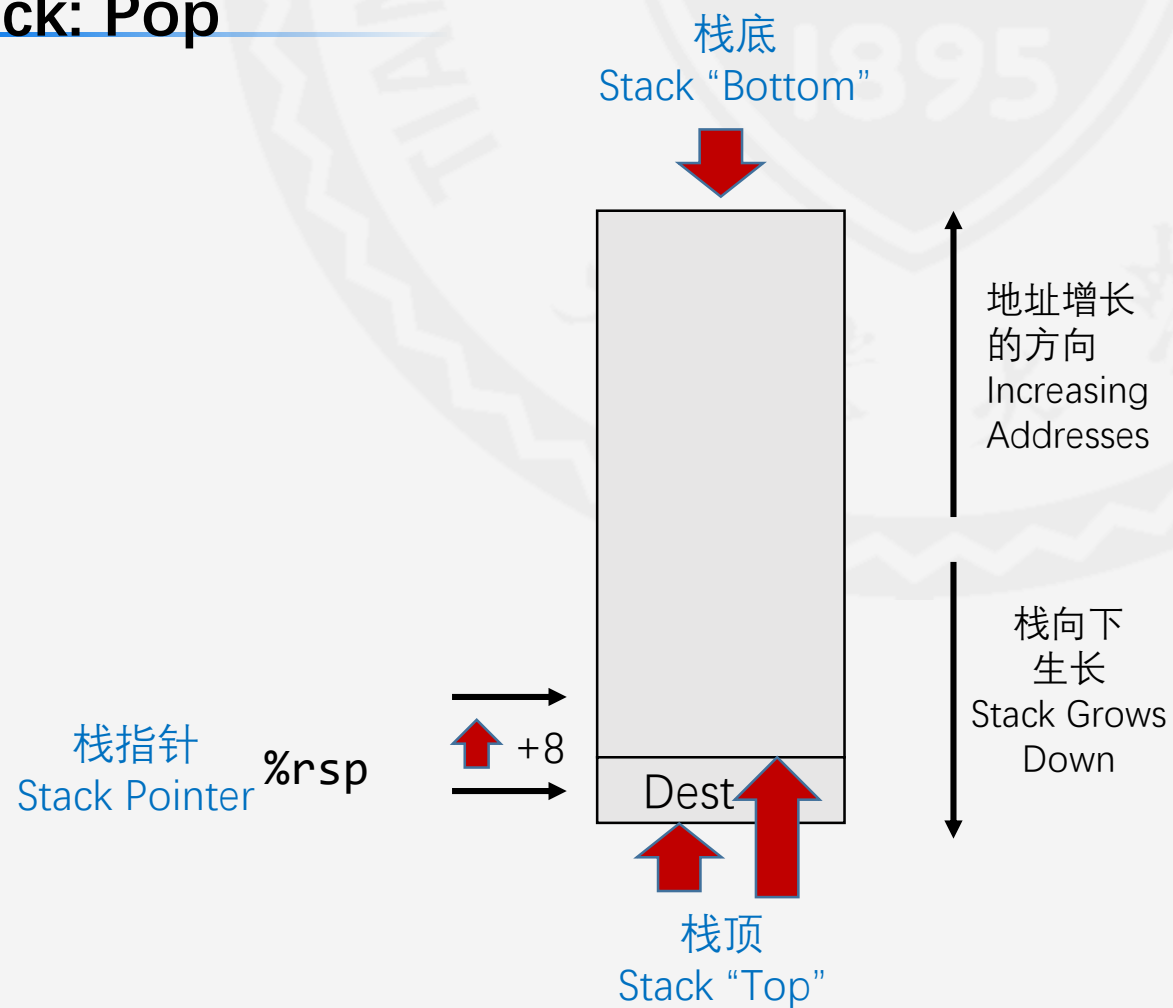 ck: Pop
栈底
Stack “Bottom”
1895
地址增长
的方向
Increasing
Addresses
栈向下
生长
Stack Grows
Down
栈指针
Stack Pointer
%rsp
+8
Dest
栈顶
Stack “Top”